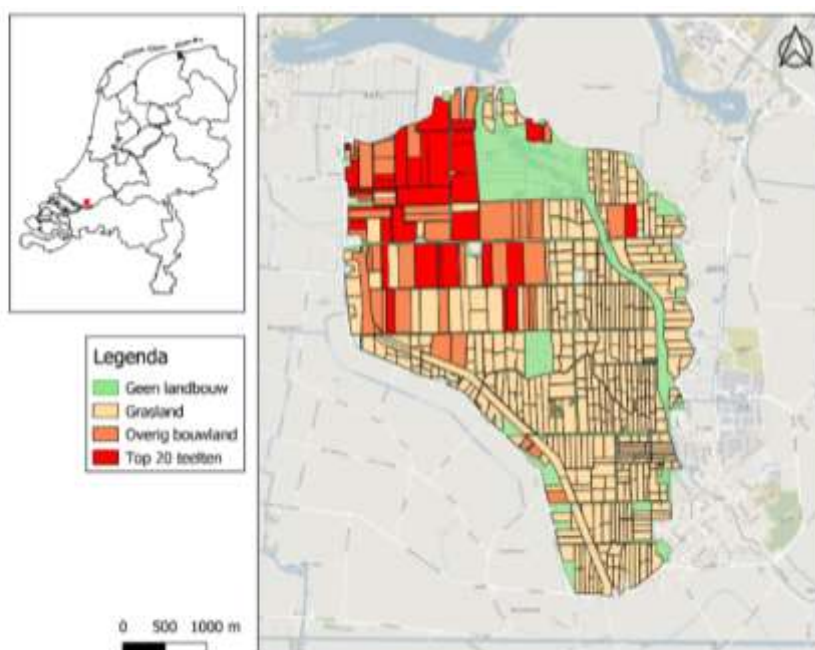 Legenda
Geen landbouw
Grasland
Overig bouwland
Top 20 teelten
0 500 1000 m